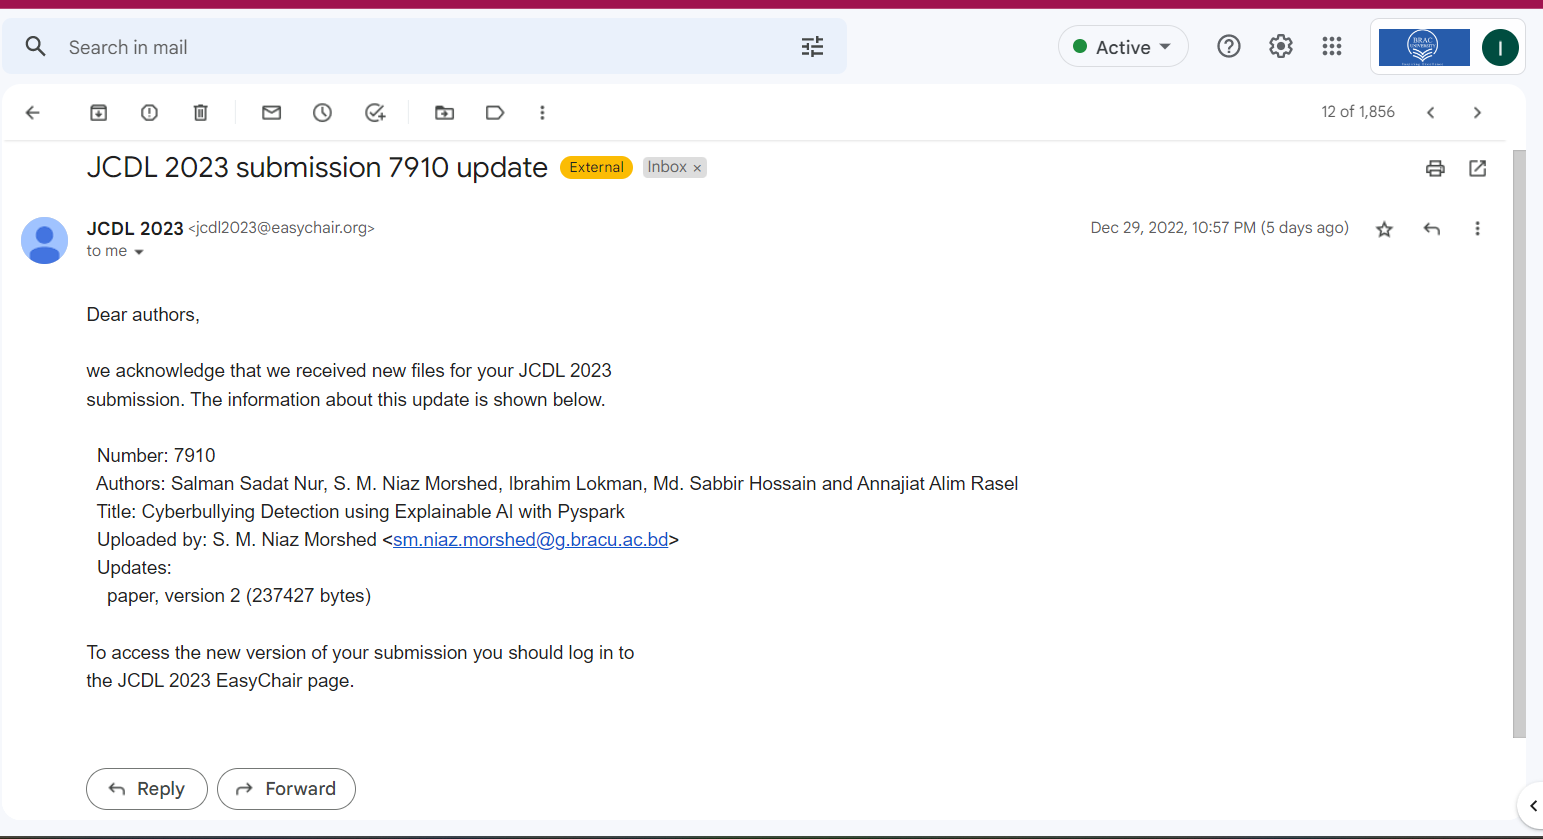 Search in mail
Active
BRAC
UNIVERSITY
I
12 of 1,856
JCDL 2023 submission 7910 update External Inbox ×
JCDL 2023 <jcdl2023@easychair.org> Dec 29, 2022, 10:57 PM (5 days ago)
to me
Dear authors,
we acknowledge that we received new files for your JCDL 2023
submission. The information about this update is shown below.
Number: 7910
Authors: Salman Sadat Nur, S. M. Niaz Morshed, Ibrahim Lokman, Md. Sabbir Hossain and Annajiat Alim Rasel
Title: Cyberbullying Detection using Explainable AI with Pyspark
Uploaded by: S. M. Niaz Morshed <sm.niaz.morshed@g.bracu.ac.bd>
Updates:
paper, version 2 (237427 bytes)
To access the new version of your submission you should log in to
the JCDL 2023 EasyChair page.
Reply Forward